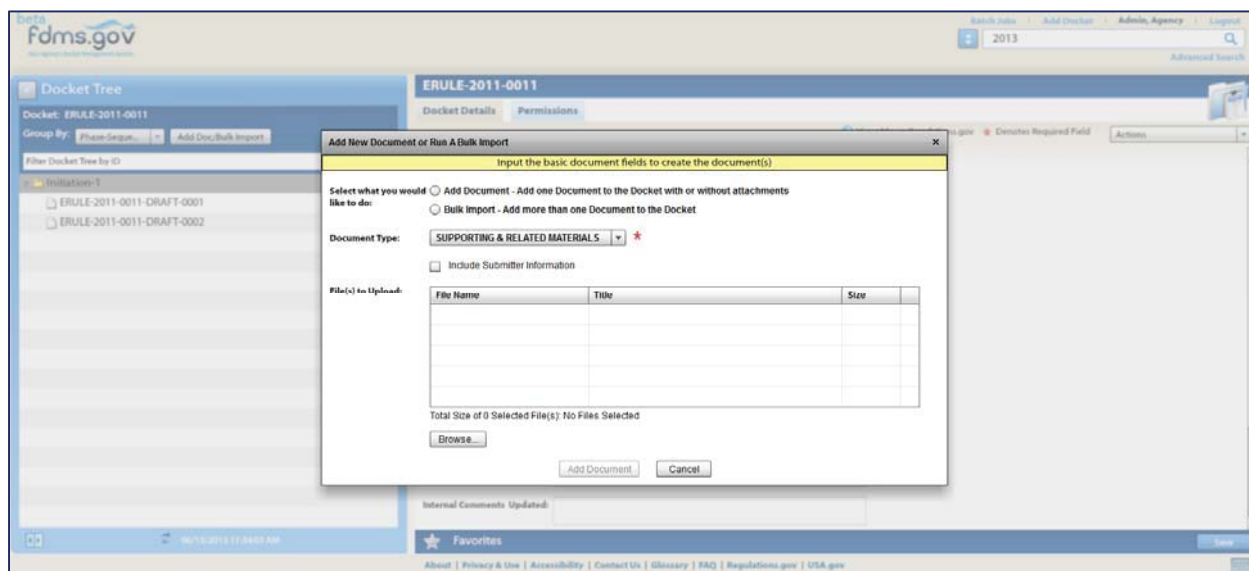 beta
fdms.gov
Batch Jobs | Add Docket | Admin, Agency | Logout
2013
Advanced Search
Docket Tree
Docket: ERULE-2011-0011
Group By: Phase-Seque... Add Doc/Bulk Import
Filter Docket Tree by ID
Initiation-1
ERULE-2011-0011-DRAFT-0001
ERULE-2011-0011-DRAFT-0002
ERULE-2011-0011
Docket Details Permissions
.gov * Denotes Required Field Actions
Add New Document or Run A Bulk Import x
Input the basic document fields to create the document(s)
Select what you would like to do:
Add Document - Add one Document to the Docket with or without attachments
Bulk Import - Add more than one Document to the Docket
Document Type: SUPPORTING & RELATED MATERIALS *
Include Submitter Information
File(s) to Upload:
File Name Title Size
Total Size of 0 Selected File(s): No Files Selected
Browse...
Add Document Cancel
Internal Comments Updated:
Favorites Save
About | Privacy & Use | Accessibility | Contact Us | Glossary | FAQ | Regulations.gov | USA.gov